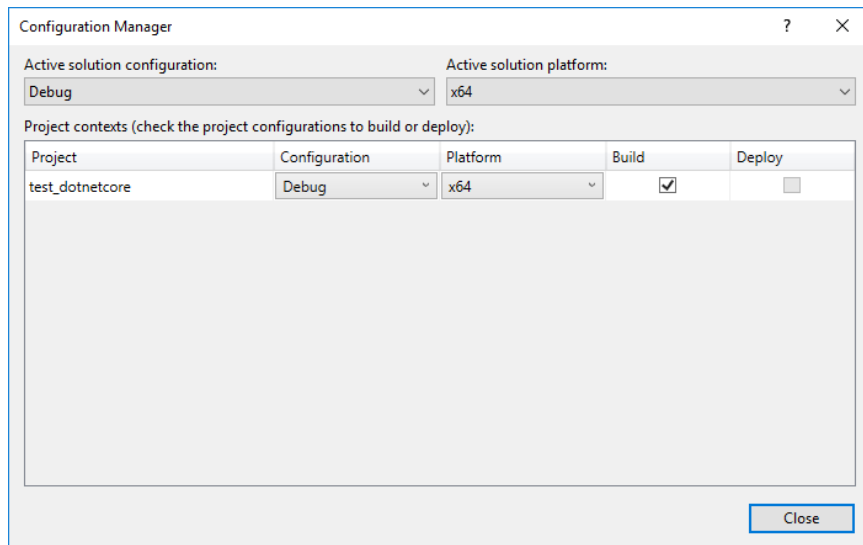 Configuration Manager
Active solution configuration: Active solution platform:
Debug x64
Project contexts (check the project configurations to build or deploy):
Project Configuration Platform Build Deploy
test_dotnetcore Debug x64
Close